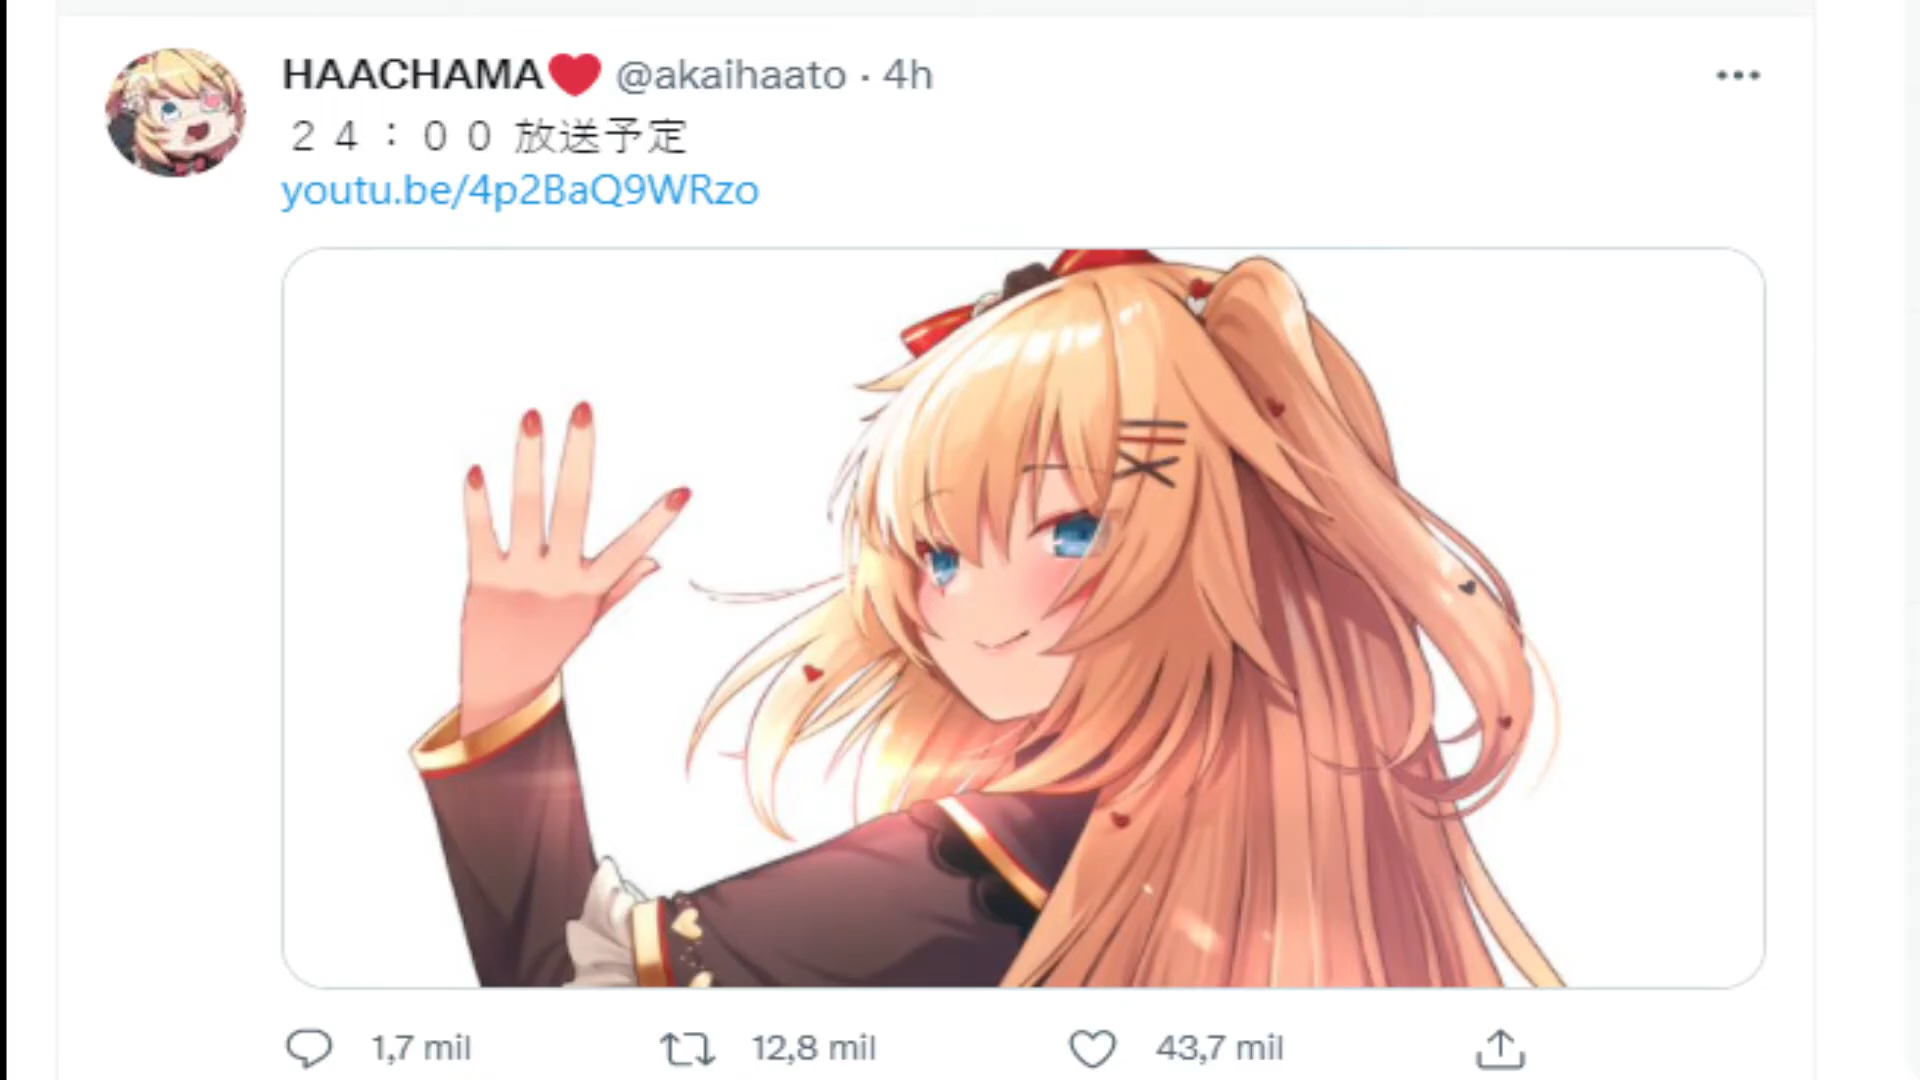 HAACHAMA❤ @akaihaato · 4h
２４：００ 放送予定
youtu.be/4p2BaQ9WRzo
1,7 mil 12,8 mil 43,7 mil